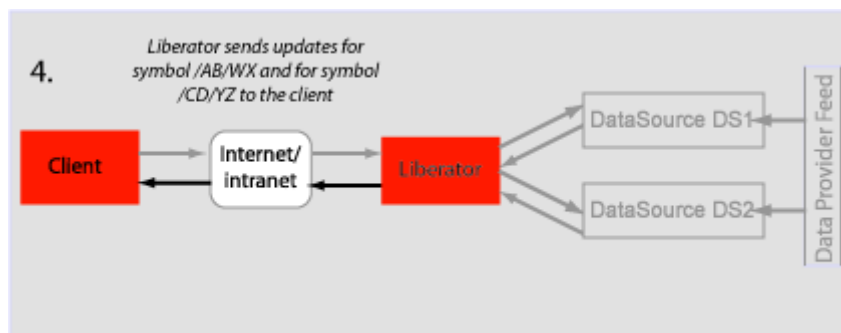 Liberator sends updates for
4.
symbol /AB/WX and for symbol
/CD/YZ to the client
Client
Internet/
intranet
Liberator
DataSource DS1
DataSource DS2
Data Provider Feed